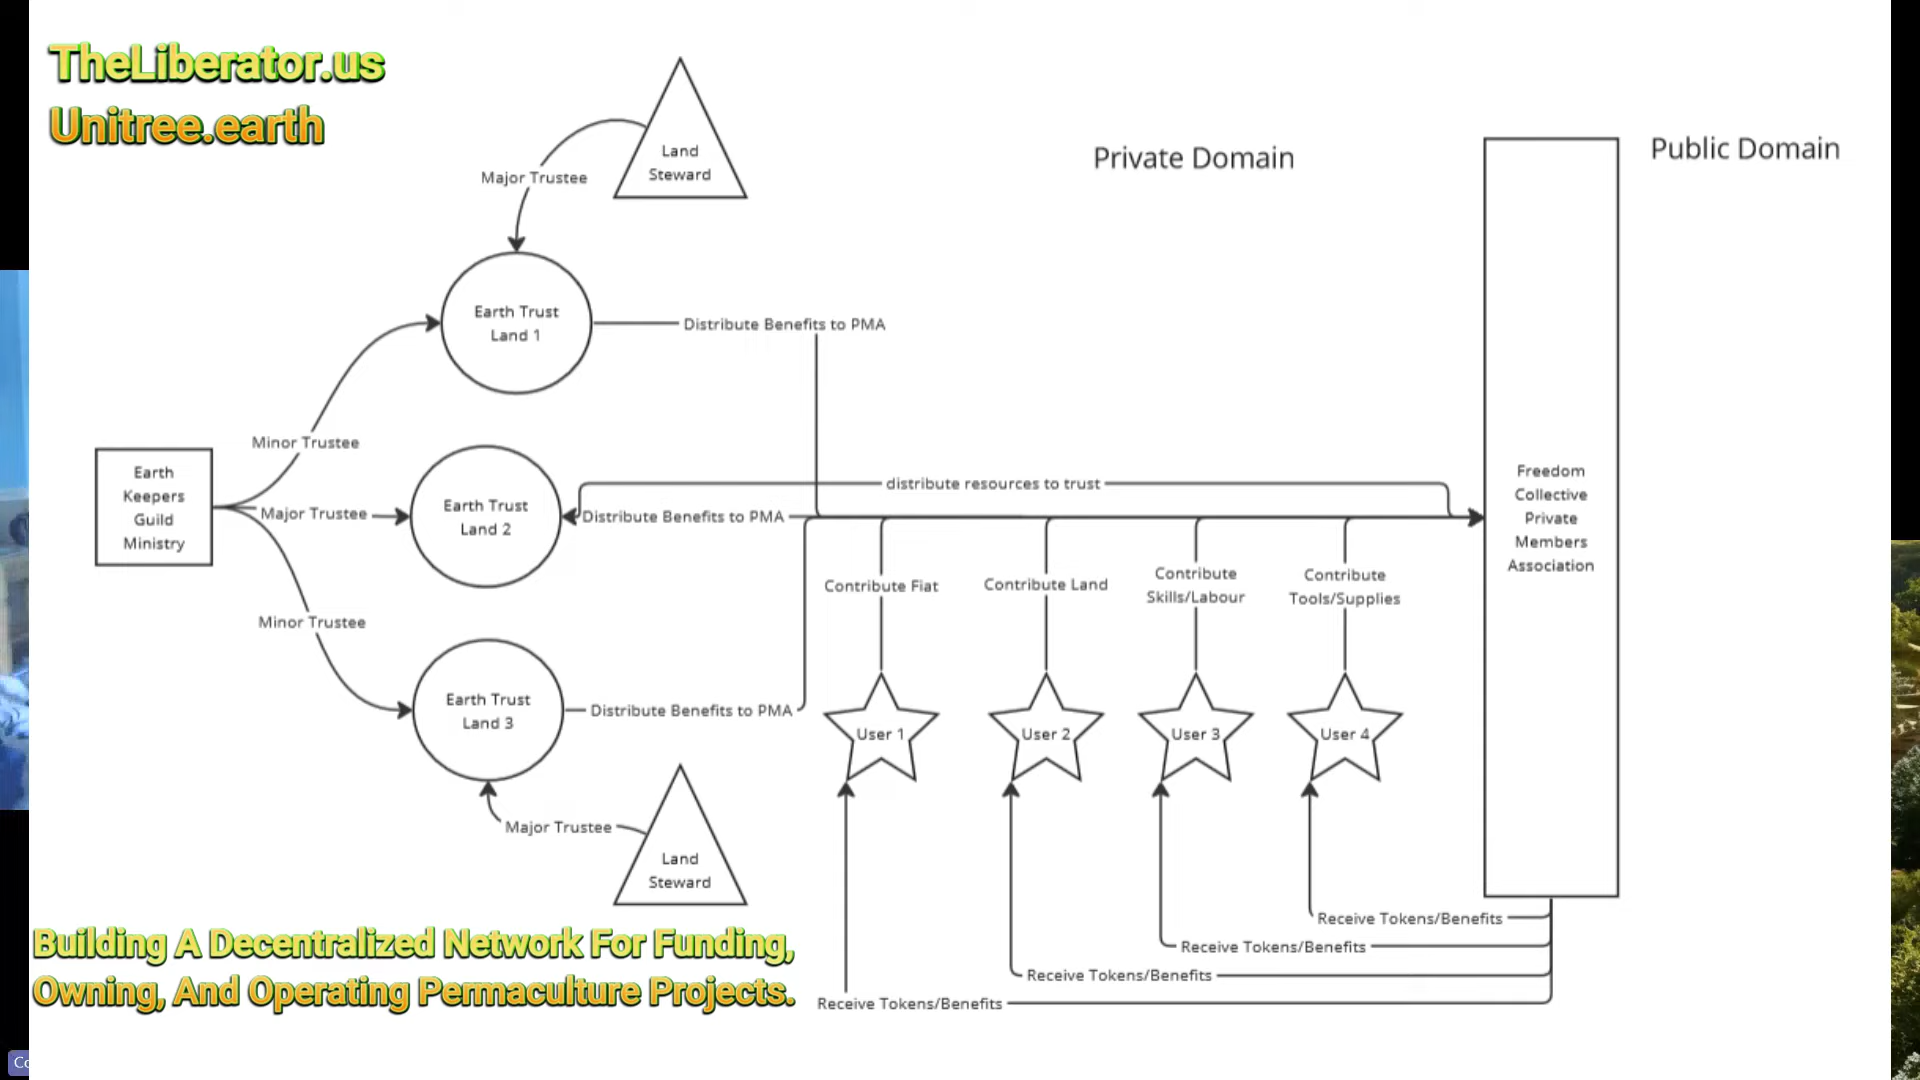 TheLiberator.us
Unitree.earth
Land
Steward
Major Trustee
Private Domain
Public Domain
Earth Trust
Land 1
Distribute Benefits to PMA
Minor Trustee
Earth
Keepers
Guild
Ministry
Major Trustee
Earth Trust
Land 2
distribute resources to trust
Distribute Benefits to PMA
Freedom
Collective
Private
Members
Association
Contribute Fiat
Contribute Land
Contribute
Skills/Labour
Contribute
Tools/Supplies
Minor Trustee
Earth Trust
Land 3
Distribute Benefits to PMA
User 1
User 2
User 3
User 4
Major Trustee
Land
Steward
Receive Tokens/Benefits
Receive Tokens/Benefits
Receive Tokens/Benefits
Receive Tokens/Benefits
Building A Decentralized Network For Funding,
Owning, And Operating Permaculture Projects.